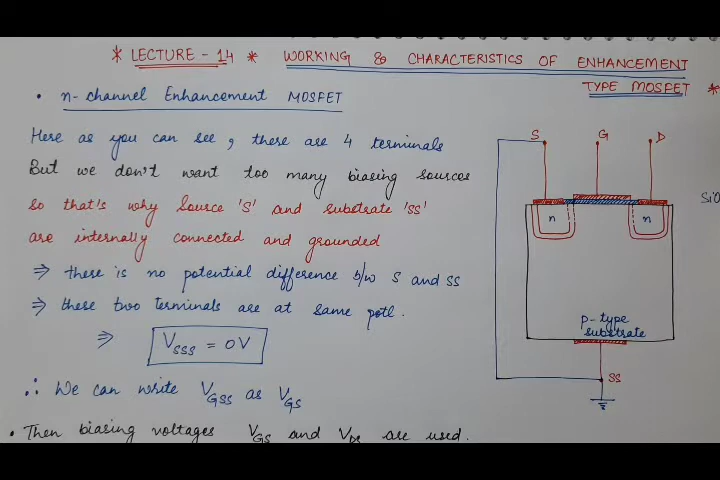 * LECTURE - 14 * WORKING & CHARACTERISTICS OF ENHANCEMENT
TYPE MOSFET *
• n-channel Enhancement MOSFET
Here as you can see, there are 4 terminals
But we don't want too many biasing sources
So that's why Source 'S' and substrate 'SS'
are internally connected and grounded
⇒ there is no potential difference b/w S and SS
⇒ these two terminals are at same potl.
⇒ VSSS = 0V
∴ We can write VGSS as VGS
• Then biasing voltages VGS and VDS are used.
S G D
SiO
n n
p-type
substrate
SS